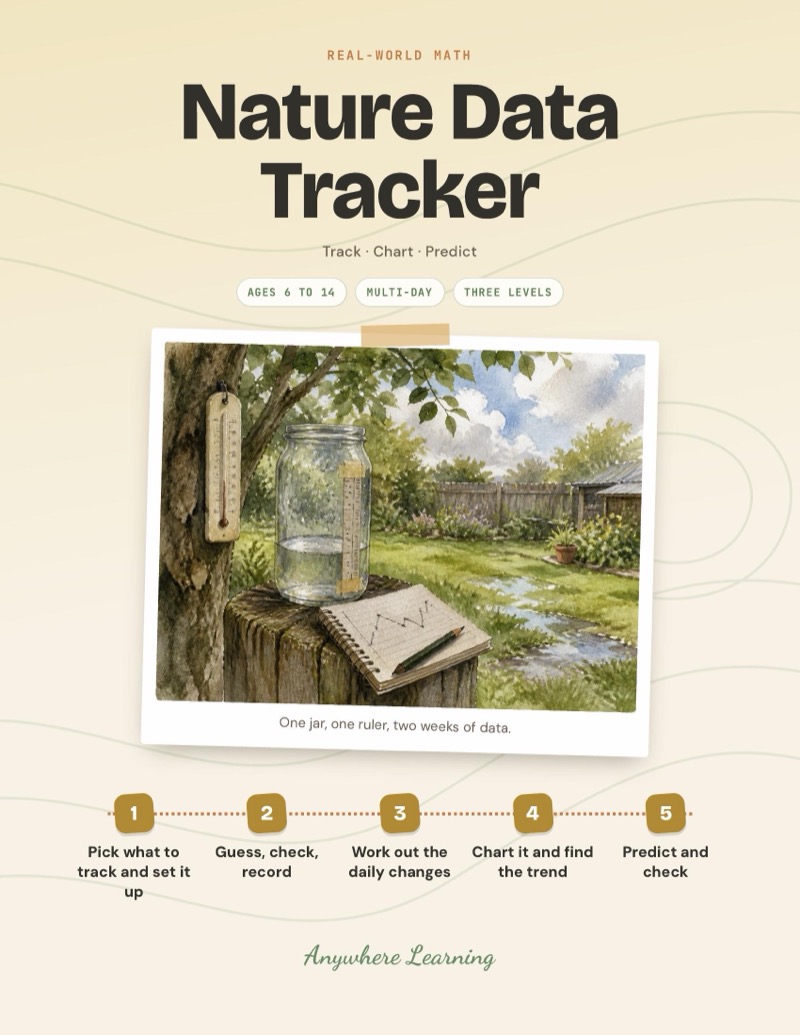 REAL-WORLD MATH
Nature Data
Tracker
Track · Chart · Predict
AGES 6 TO 14
MULTI-DAY
THREE LEVELS
One jar, one ruler, two weeks of data.
1
Pick what to
track and set it
up
2
Guess, check,
record
3
Work out the
daily changes
4
Chart it and find
the trend
5
Predict and
check
Anywhere Learning